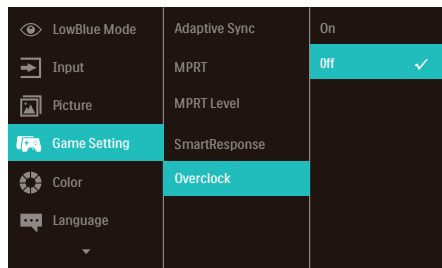 LowBlue Mode
Input
Picture
Game Setting
Color
Language
Adaptive Sync
MPRT
MPRT Level
SmartResponse
Overclock
On
Off